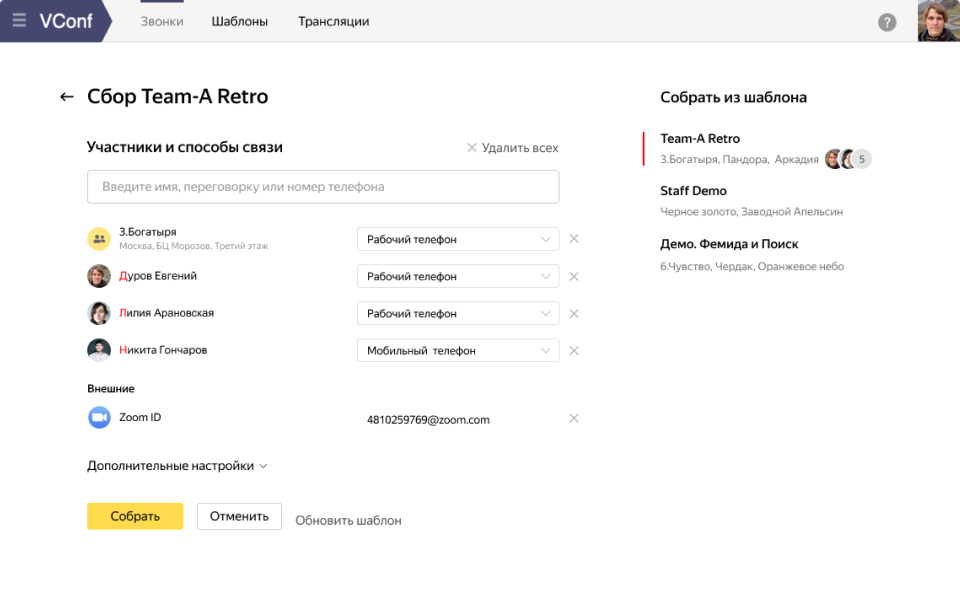 VConf
Звонки
Шаблоны
Трансляции
?
Сбор Team-A Retro
Участники и способы связи
Удалить всех
Введите имя, переговорку или номер телефона
3.Богатыря
Москва, БЦ Морозов, Третий этаж
Рабочий телефон
Дуров Евгений
Рабочий телефон
Лилия Арановская
Рабочий телефон
Никита Гончаров
Мобильный телефон
Внешние
Zoom ID
4810259769@zoom.com
Дополнительные настройки
Собрать
Отменить
Обновить шаблон
Собрать из шаблона
Team-A Retro
3.Богатыря, Пандора, Аркадия
5
Staff Demo
Черное золото, Заводной Апельсин
Демо. Фемида и Поиск
6.Чувство, Чердак, Оранжевое небо